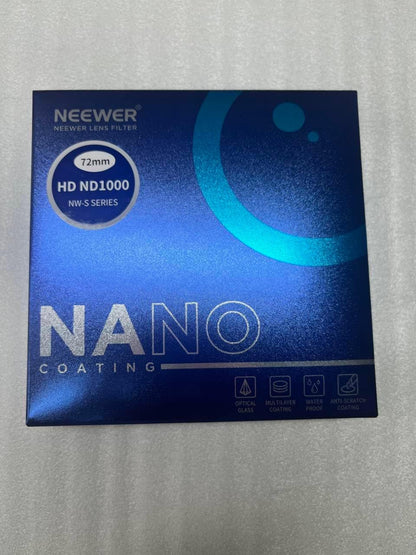 NEEWER®
NEEWER LENS FILTER
72mm
HD ND1000
NW-S SERIES
NANO
COATING
OPTICAL
GLASS
MULTILAYER
COATING
WATER
PROOF
ANTI-SCRATCH
COATING